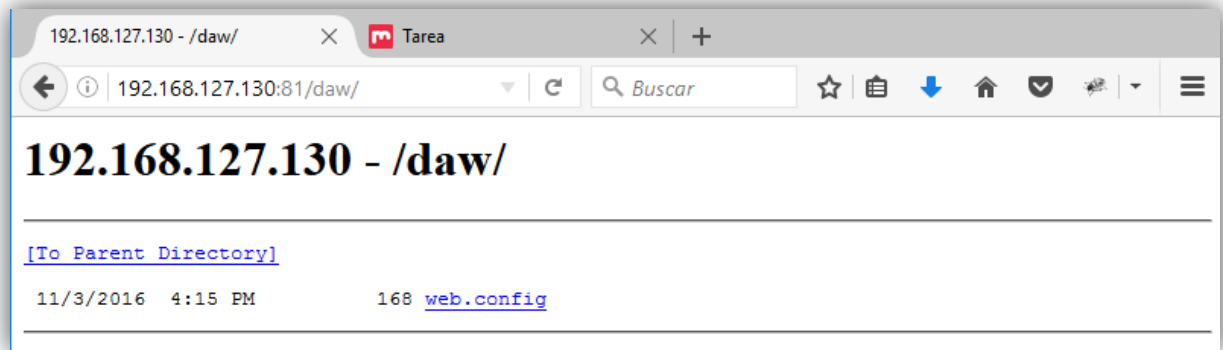 192.168.127.130 - /daw/
Tarea
192.168.127.130:81/daw/
Buscar
192.168.127.130 - /daw/
[To Parent Directory]
11/3/2016 4:15 PM 168 web.config